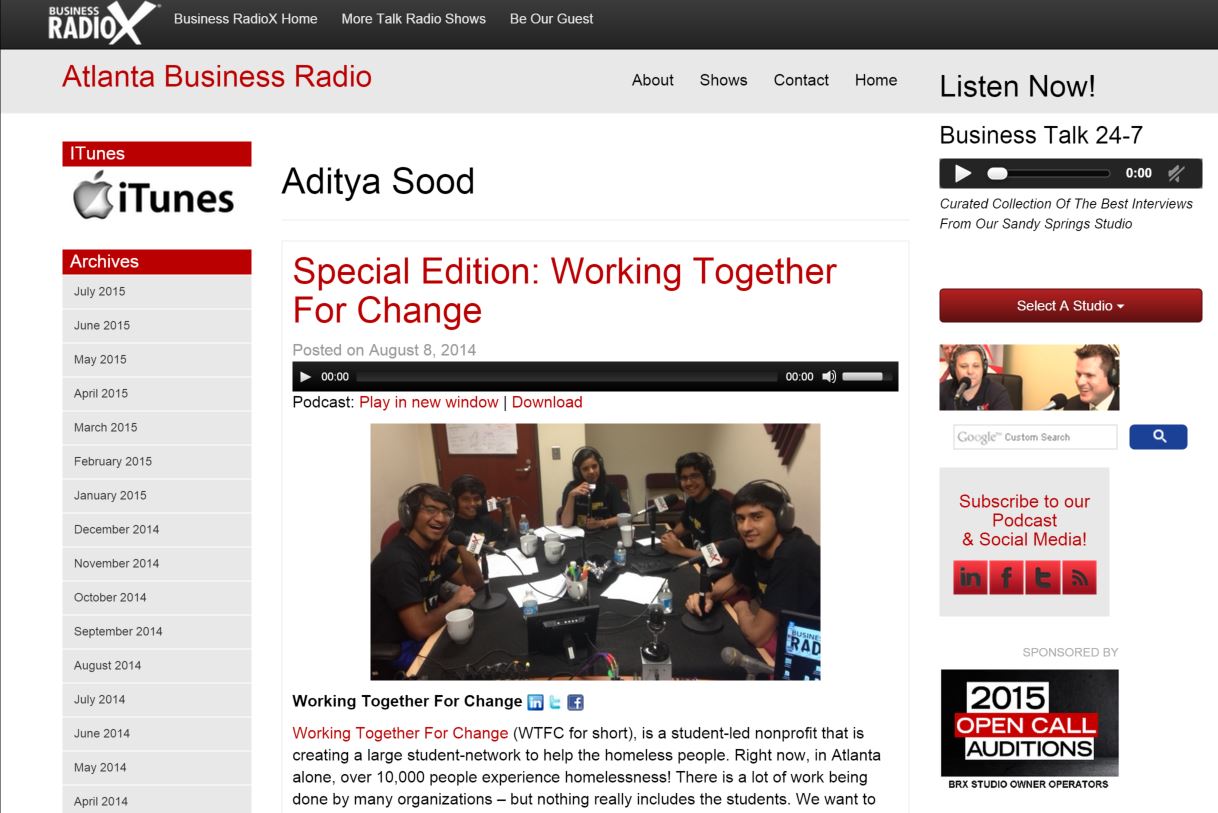 BUSINESS
RADIOX
Business RadioX Home
More Talk Radio Shows
Be Our Guest
Atlanta Business Radio
About
Shows
Contact
Home
ITunes
iTunes
Archives
July 2015
June 2015
May 2015
April 2015
March 2015
February 2015
January 2015
December 2014
November 2014
October 2014
September 2014
August 2014
July 2014
June 2014
May 2014
April 2014
Aditya Sood
Special Edition: Working Together
For Change
Posted on August 8, 2014
00:00
00:00
Podcast: Play in new window | Download
BUSINESS
RAD
Working Together For Change in t f
Working Together For Change (WTFC for short), is a student-led nonprofit that is
creating a large student-network to help the homeless people. Right now, in Atlanta
alone, over 10,000 people experience homelessness! There is a lot of work being
done by many organizations – but nothing really includes the students. We want to
Listen Now!
Business Talk 24-7
0:00
Curated Collection Of The Best Interviews
From Our Sandy Springs Studio
Select A Studio
Google™ Custom Search
Subscribe to our
Podcast
& Social Media!
in f t
SPONSORED BY
2015
OPEN CALL
AUDITIONS
BRX STUDIO OWNER OPERATORS